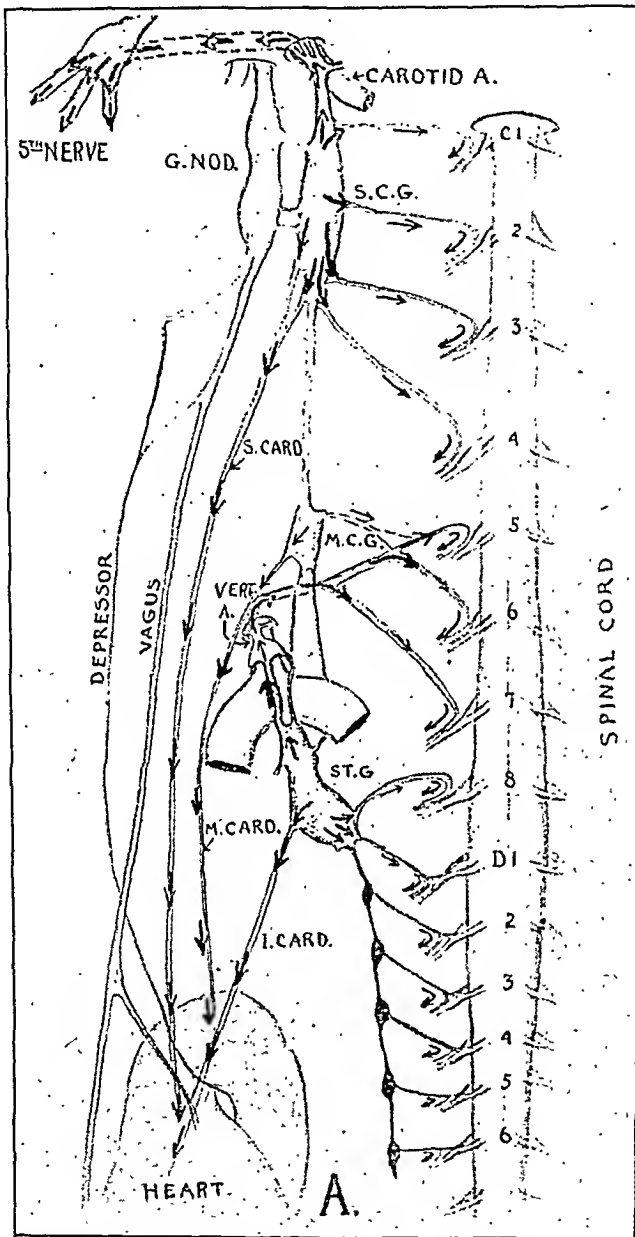 CAROTID A.
5TH NERVE
G.NOD.
C1
S.C.G.
2
3
4
S.CARD
5
M.C.G.
VERT.
A.
6
DEPRESSOR
VAGUS
7
SPINAL CORD
8
ST.G
M.CARD.
D1
I.CARD.
2
3
4
5
6
HEART.
A.